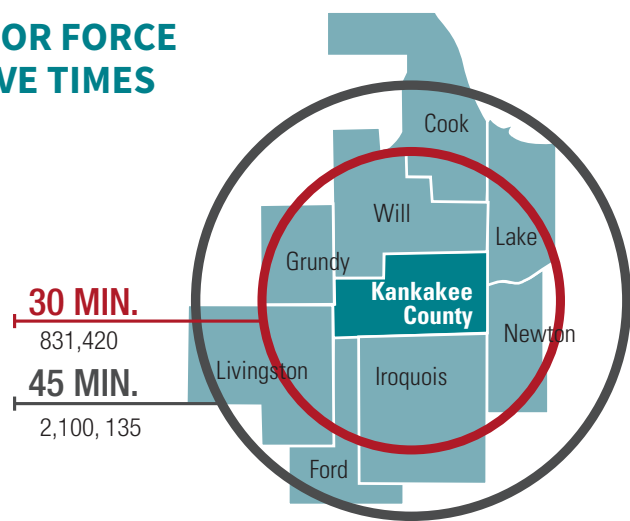 OR FORCE
VE TIMES
Cook
Will
Lake
Grundy
Kankakee
County
30 MIN.
831,420
Newton
Livingston
Iroquois
45 MIN.
2,100, 135
Ford